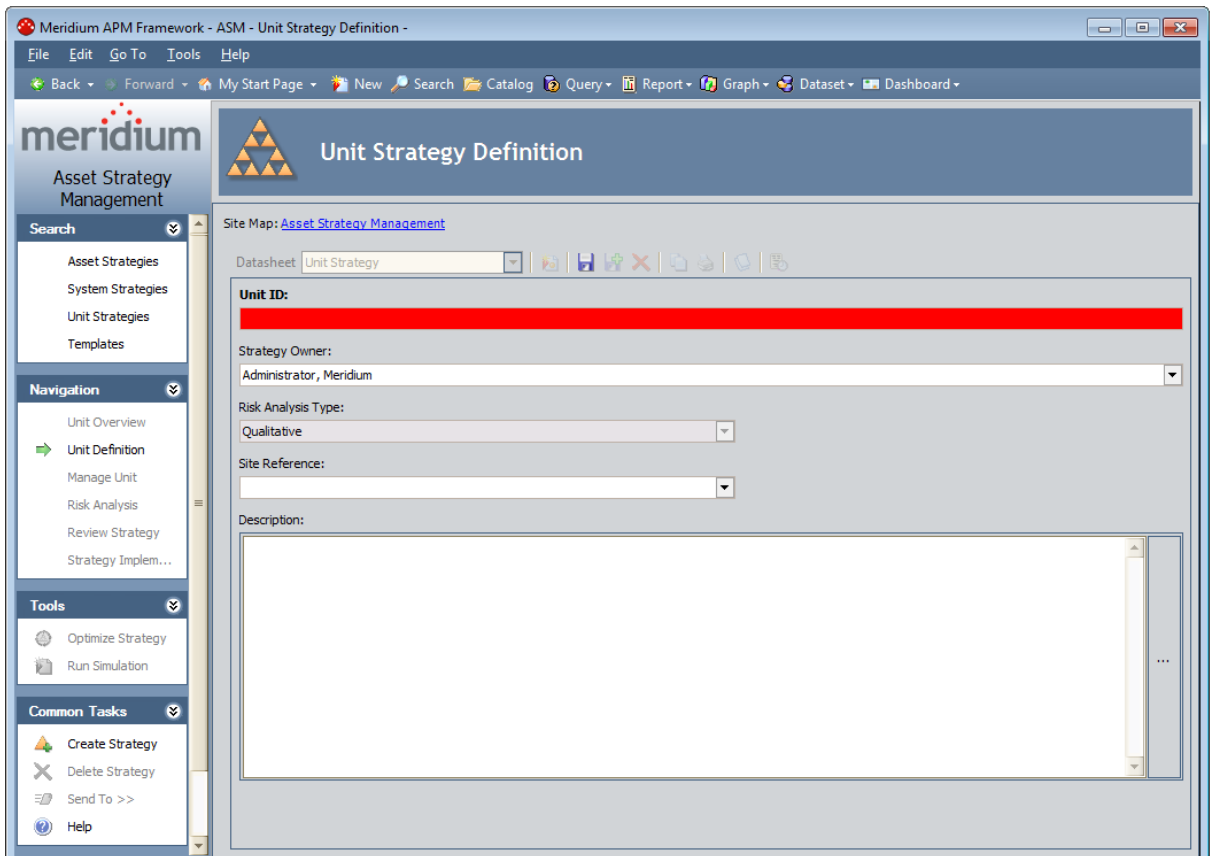 Meridium APM Framework - ASM - Unit Strategy Definition -
File Edit Go To Tools Help
Back Forward My Start Page New Search Catalog Query Report Graph Dataset Dashboard
meridium
Asset Strategy
Management
Unit Strategy Definition
Search
Asset Strategies
System Strategies
Unit Strategies
Templates
Navigation
Unit Overview
Unit Definition
Manage Unit
Risk Analysis
Review Strategy
Strategy Implem...
Tools
Optimize Strategy
Run Simulation
Common Tasks
Create Strategy
Delete Strategy
Send To >>
Help
Site Map: Asset Strategy Management
Datasheet Unit Strategy
Unit ID:
Strategy Owner:
Administrator, Meridium
Risk Analysis Type:
Qualitative
Site Reference:
Description:
...